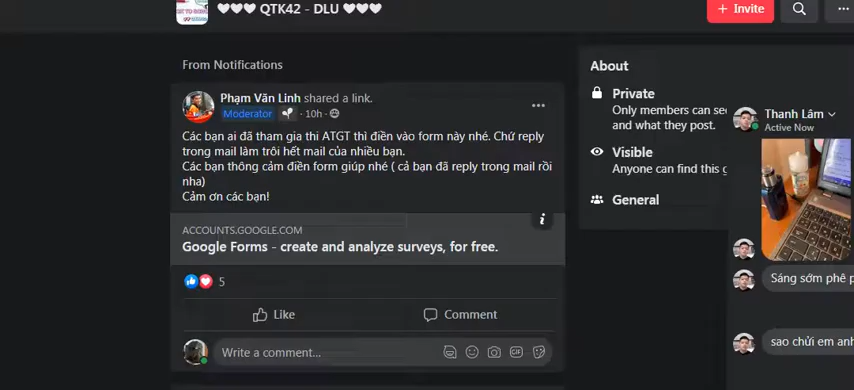 QTK42 - DLU
+ Invite
From Notifications
Phạm Văn Linh shared a link.
Moderator · 10h ·
Các bạn ai đã tham gia thi ATGT thì điền vào form này nhé. Chứ reply
trong mail làm trôi hết mail của nhiều bạn.
Các bạn thông cảm điền form giúp nhé ( cả bạn đã reply trong mail rồi
nha)
Cảm ơn các bạn!
ACCOUNTS.GOOGLE.COM
Google Forms - create and analyze surveys, for free.
5
Like
Comment
Write a comment...
GIF
About
Private
Only members can see
and what they post.
Visible
Anyone can find this
General
Thanh Lâm
Active Now
Sáng sớm phê
sao chửi em anh